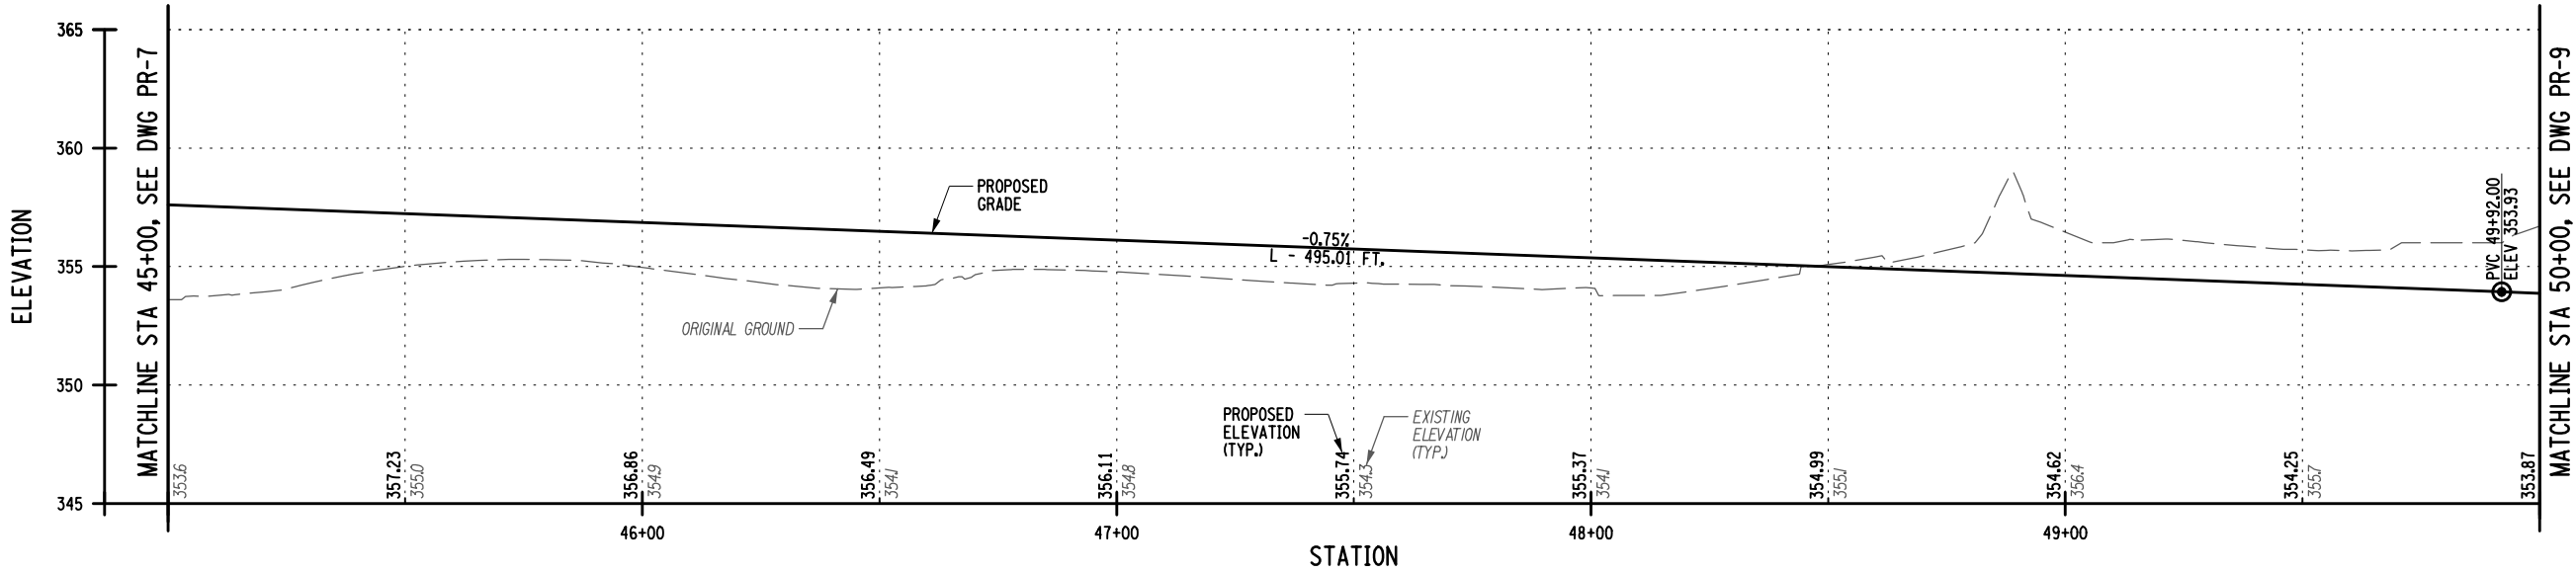 365
360
355
350
345
ELEVATION
MATCHLINE STA 45+00, SEE DWG PR-7
PROPOSED
GRADE
-0.75%
L - 495.01 FT.
ORIGINAL GROUND
PROPOSED
ELEVATION
(TYP.)
EXISTING
ELEVATION
(TYP.)
PVC 49+92.00
ELEV 353.93
MATCHLINE STA 50+00, SEE DWG PR-9
353.6
357.23
355.0
356.86
354.9
356.49
354.1
356.11
354.8
355.74
354.3
355.37
354.1
354.99
355.1
354.62
356.4
354.25
355.7
353.87
46+00
47+00
48+00
49+00
STATION